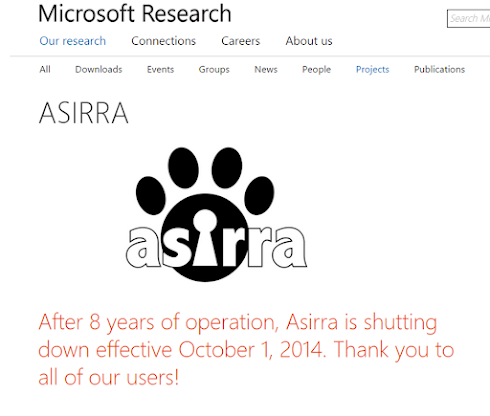 Microsoft Research
Search M
Our research Connections Careers About us
All Downloads Events Groups News People Projects Publications
ASIRRA
asirra
After 8 years of operation, Asirra is shutting
down effective October 1, 2014. Thank you to
all of our users!